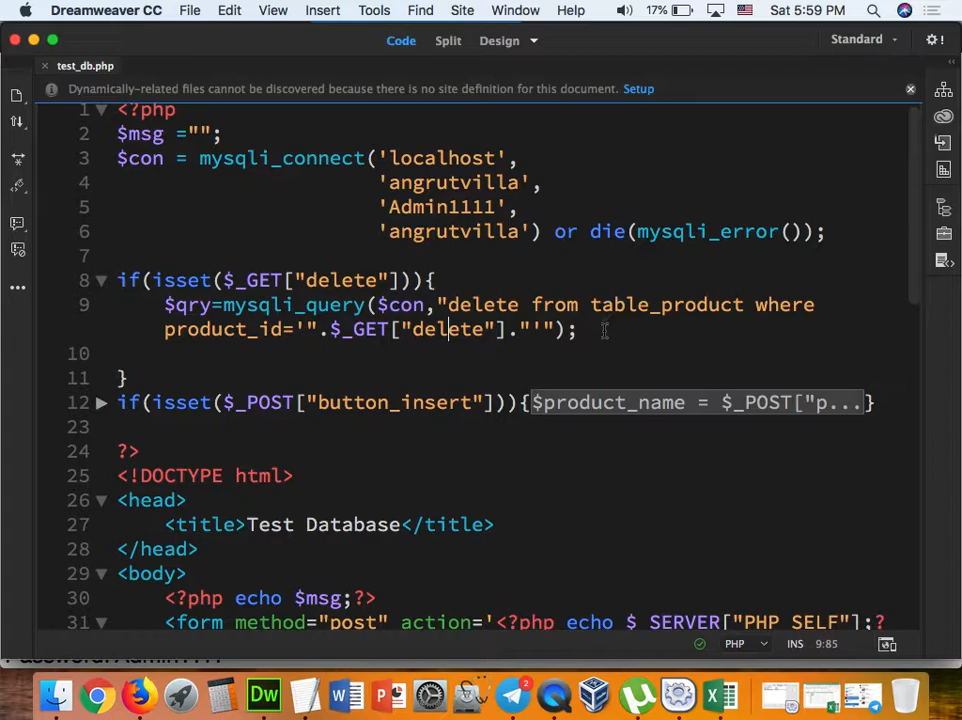 Dreamweaver CC File Edit View Insert Tools Find Site Window Help 17% Sat 5:59 PM
Code Split Design Standard
test_db.php
Dynamically-related files cannot be discovered because there is no site definition for this document. Setup
1 <?php
2 $msg ="";
3 $con = mysqli_connect('localhost',
4 'angrutvilla',
5 'Admin1111',
6 'angrutvilla') or die(mysqli_error());
7
8 if(isset($_GET["delete"])){
9 $qry=mysqli_query($con,"delete from table_product where
product_id='".$_GET["delete"]."'");
10
11 }
12 if(isset($_POST["button_insert"])){$product_name = $_POST["p...}
23
24 ?>
25 <!DOCTYPE html>
26 <head>
27 <title>Test Database</title>
28 </head>
29 <body>
30 <?php echo $msg;?>
31 <form method="post" action='<?php echo $_SERVER["PHP_SELF"];?
PHP INS 9:85
Dw 2